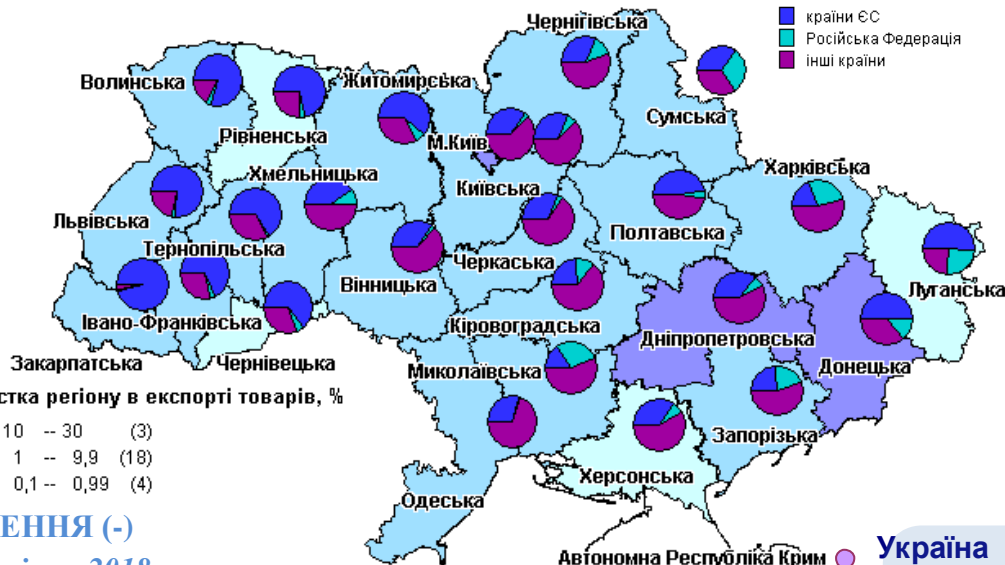 країни ЄС
Російська Федерація
інші країни
Чернігівська
Волинська
Житомирська
Сумська
Рівненська
М.Київ
Хмельницька
Харківська
Київська
Львівська
Тернопільська
Полтавська
Черкаська
Вінницька
Луганська
Івано-Франківська
Кіровоградська
Дніпропетровська
Закарпатська
Чернівецька
Миколаївська
Донецька
стка регіону в експорті товарів, %
10 -- 30 (3)
1 -- 9,9 (18)
0,1 -- 0,99 (4)
Запорізька
Херсонська
Одеська
ЕННЯ (-)
2018
Автономна Республіка Крим
Україна